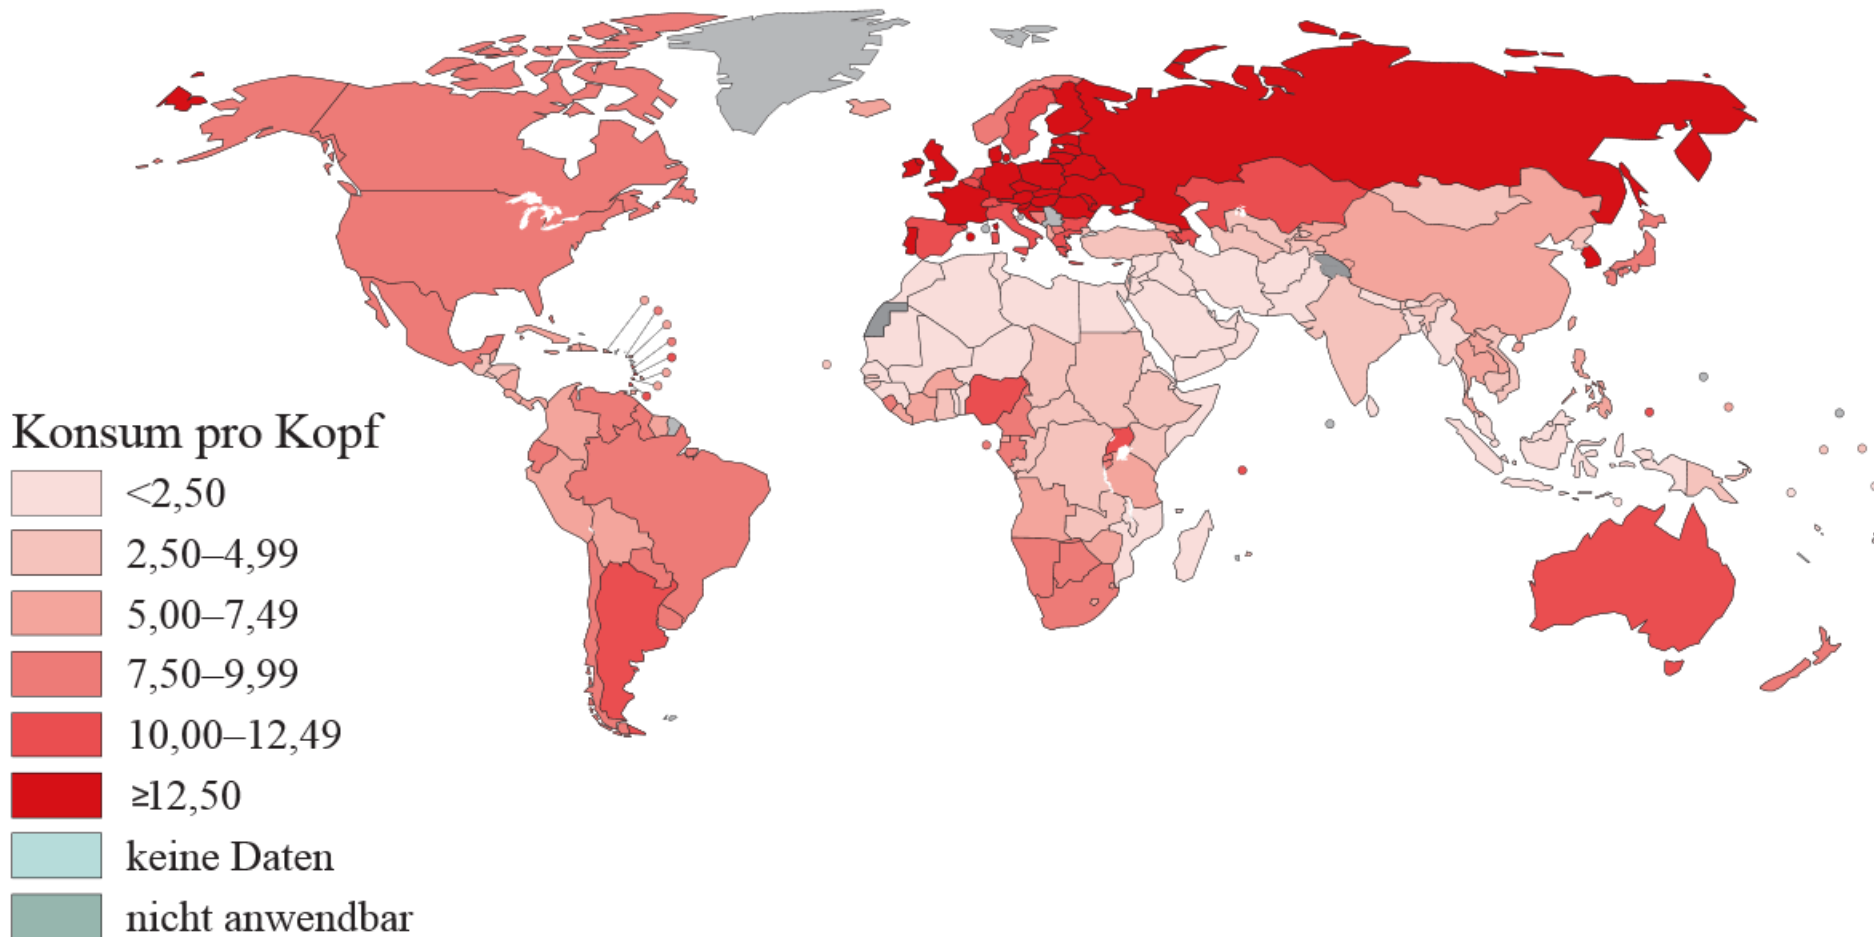 Konsum pro Kopf
<2,50
2,50–4,99
5,00–7,49
7,50–9,99
10,00–12,49
≥12,50
keine Daten
nicht anwendbar